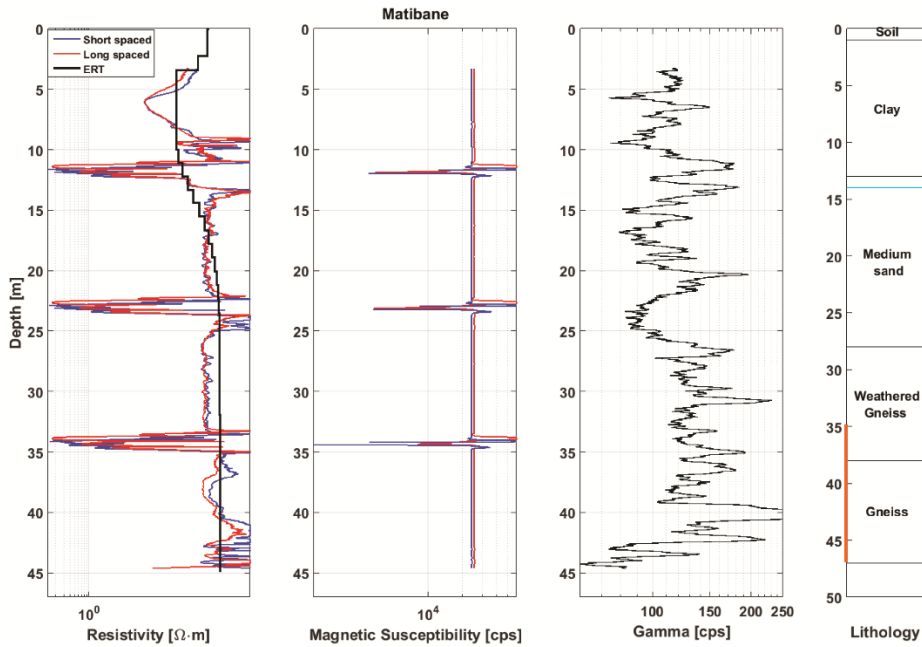 Matibane
Short spaced
Long spaced
ERT
0
5
10
15
20
25
30
35
40
45
Depth [m]
10⁰
Resistivity [Ω·m]
0
5
10
15
20
25
30
35
40
45
10⁴
Magnetic Susceptibility [cps]
0
5
10
15
20
25
30
35
40
45
100 150 200 250
Gamma [cps]
0
5
10
15
20
25
30
35
40
45
50
Soil
Clay
Medium
sand
Weathered
Gneiss
Gneiss
Lithology